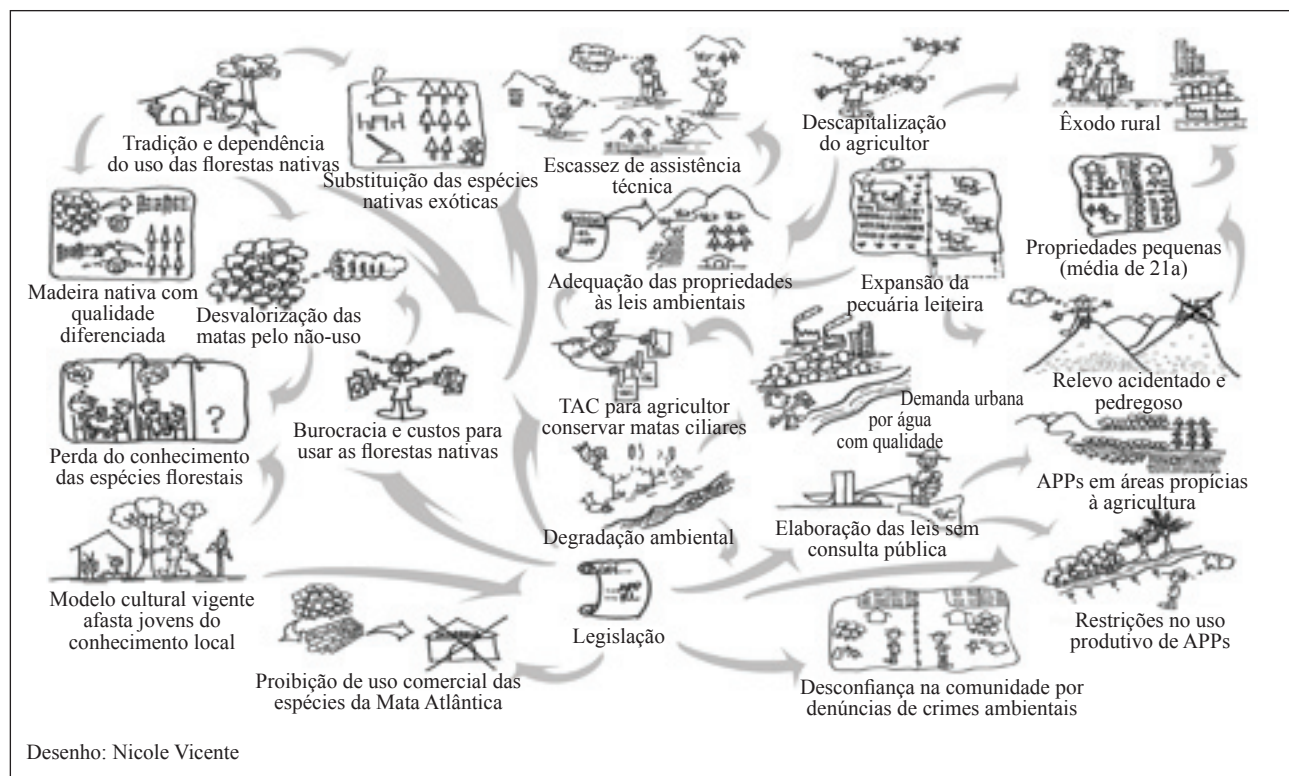 Tradição e dependência
do uso das florestas nativas
Substituição das espécies
nativas exóticas
Escassez de assistência
técnica
Descapitalização
do agricultor
Êxodo rural
Madeira nativa com
qualidade diferenciada
Desvalorização das
matas pelo não-uso
Adequação das propriedades
às leis ambientais
Expansão da
pecuária leiteira
Propriedades pequenas
(média de 21a)
Relevo acidentado e
pedregoso
Perda do conhecimento
das espécies florestais
?
Burocracia e custos para
usar as florestas nativas
TAC para agricultor
conservar matas ciliares
Demanda urbana
por água
com qualidade
APPs em áreas propícias
à agricultura
Modelo cultural vigente
afasta jovens do
conhecimento local
Degradação ambiental
Elaboração das leis sem
consulta pública
Legislação
Restrições no uso
produtivo de APPs
Proibição de uso comercial das
espécies da Mata Atlântica
Desconfiança na comunidade por
denúncias de crimes ambientais
Desenho: Nicole Vicente